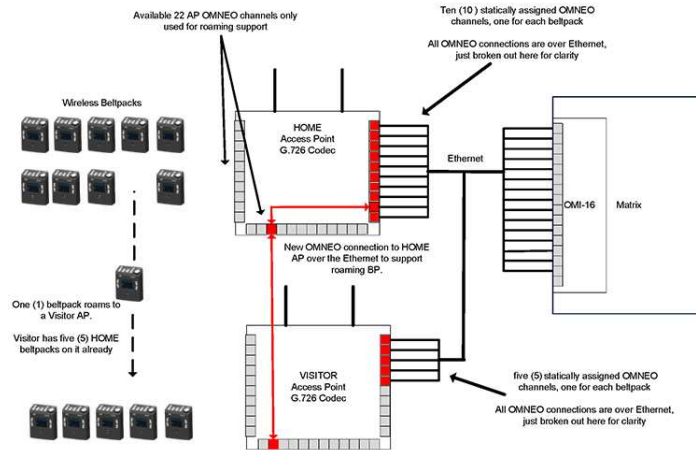 Available 22 AP OMNEO channels only
used for roaming support
Ten (10 ) statically assigned OMNEO
channels, one for each beltpack
All OMNEO connections are over Ethernet,
just broken out here for clarity
Wireless Beltpacks
HOME
Access Point
G.726 Codec
Ethernet
OMI-16
Matrix
New OMNEO connection to HOME
AP over the Ethernet to support
roaming BP.
One (1) beltpack roams to
a Visitor AP.
Visitor has five (5) HOME
beltpacks on it already
VISITOR
Access Point
G.726 Codec
five (5) statically assigned OMNEO
channels, one for each beltpack
All OMNEO connections are over Ethernet,
just broken out here for clarity